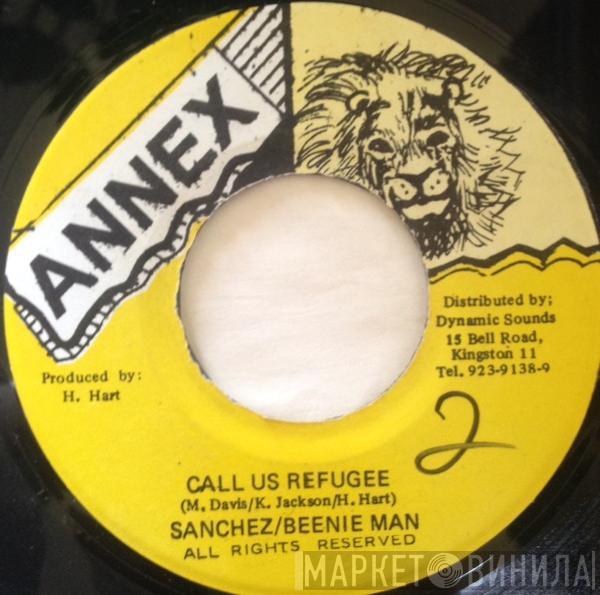 ANNEX
Distributed by;
Dynamic Sounds
15 Bell Road,
Kingston 11
Tel. 923-9138-9
Produced by:
H. Hart
2
CALL US REFUGEE
(M. Davis/K. Jackson/H. Hart)
SANCHEZ/BEENIE MAN
ALL RIGHTS RESERVED
МАРКЕТ ВИНИЛА